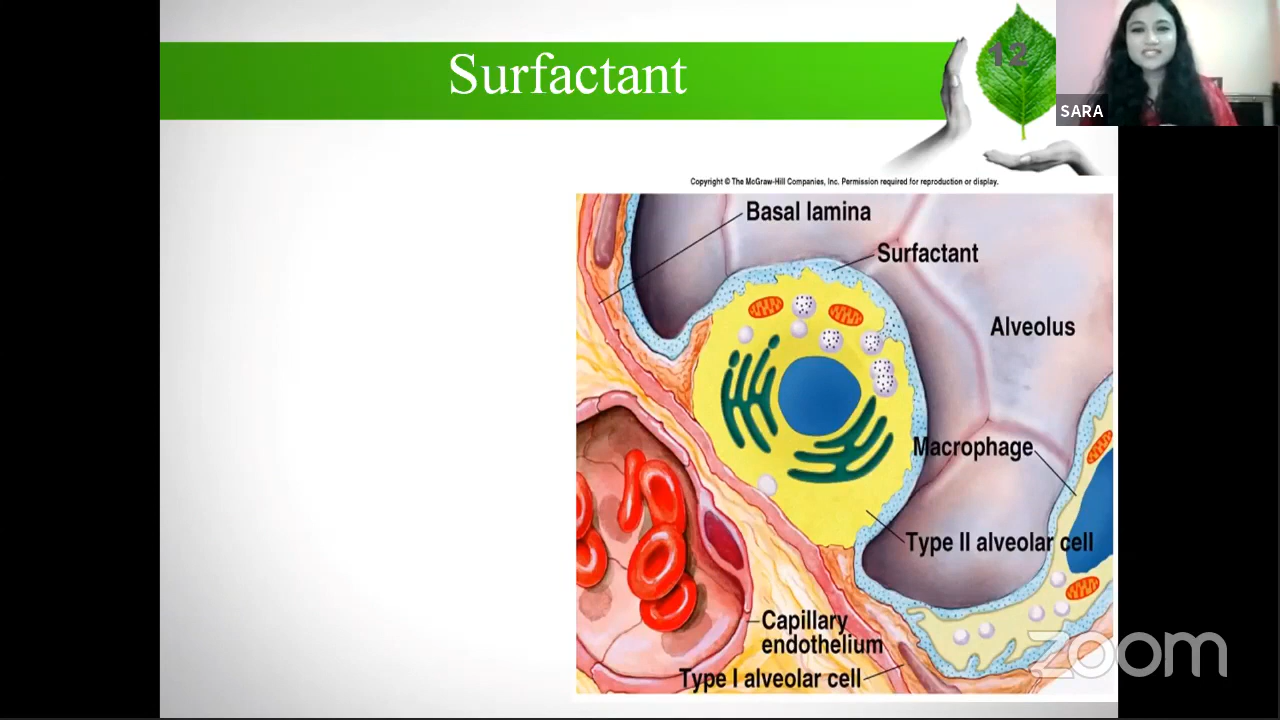 Surfactant
12
SARA
Copyright © The McGraw-Hill Companies, Inc. Permission required for reproduction or display.
Basal lamina
Surfactant
Alveolus
Macrophage
Type II alveolar cell
Capillary
endothelium
Type I alveolar cell
zoom